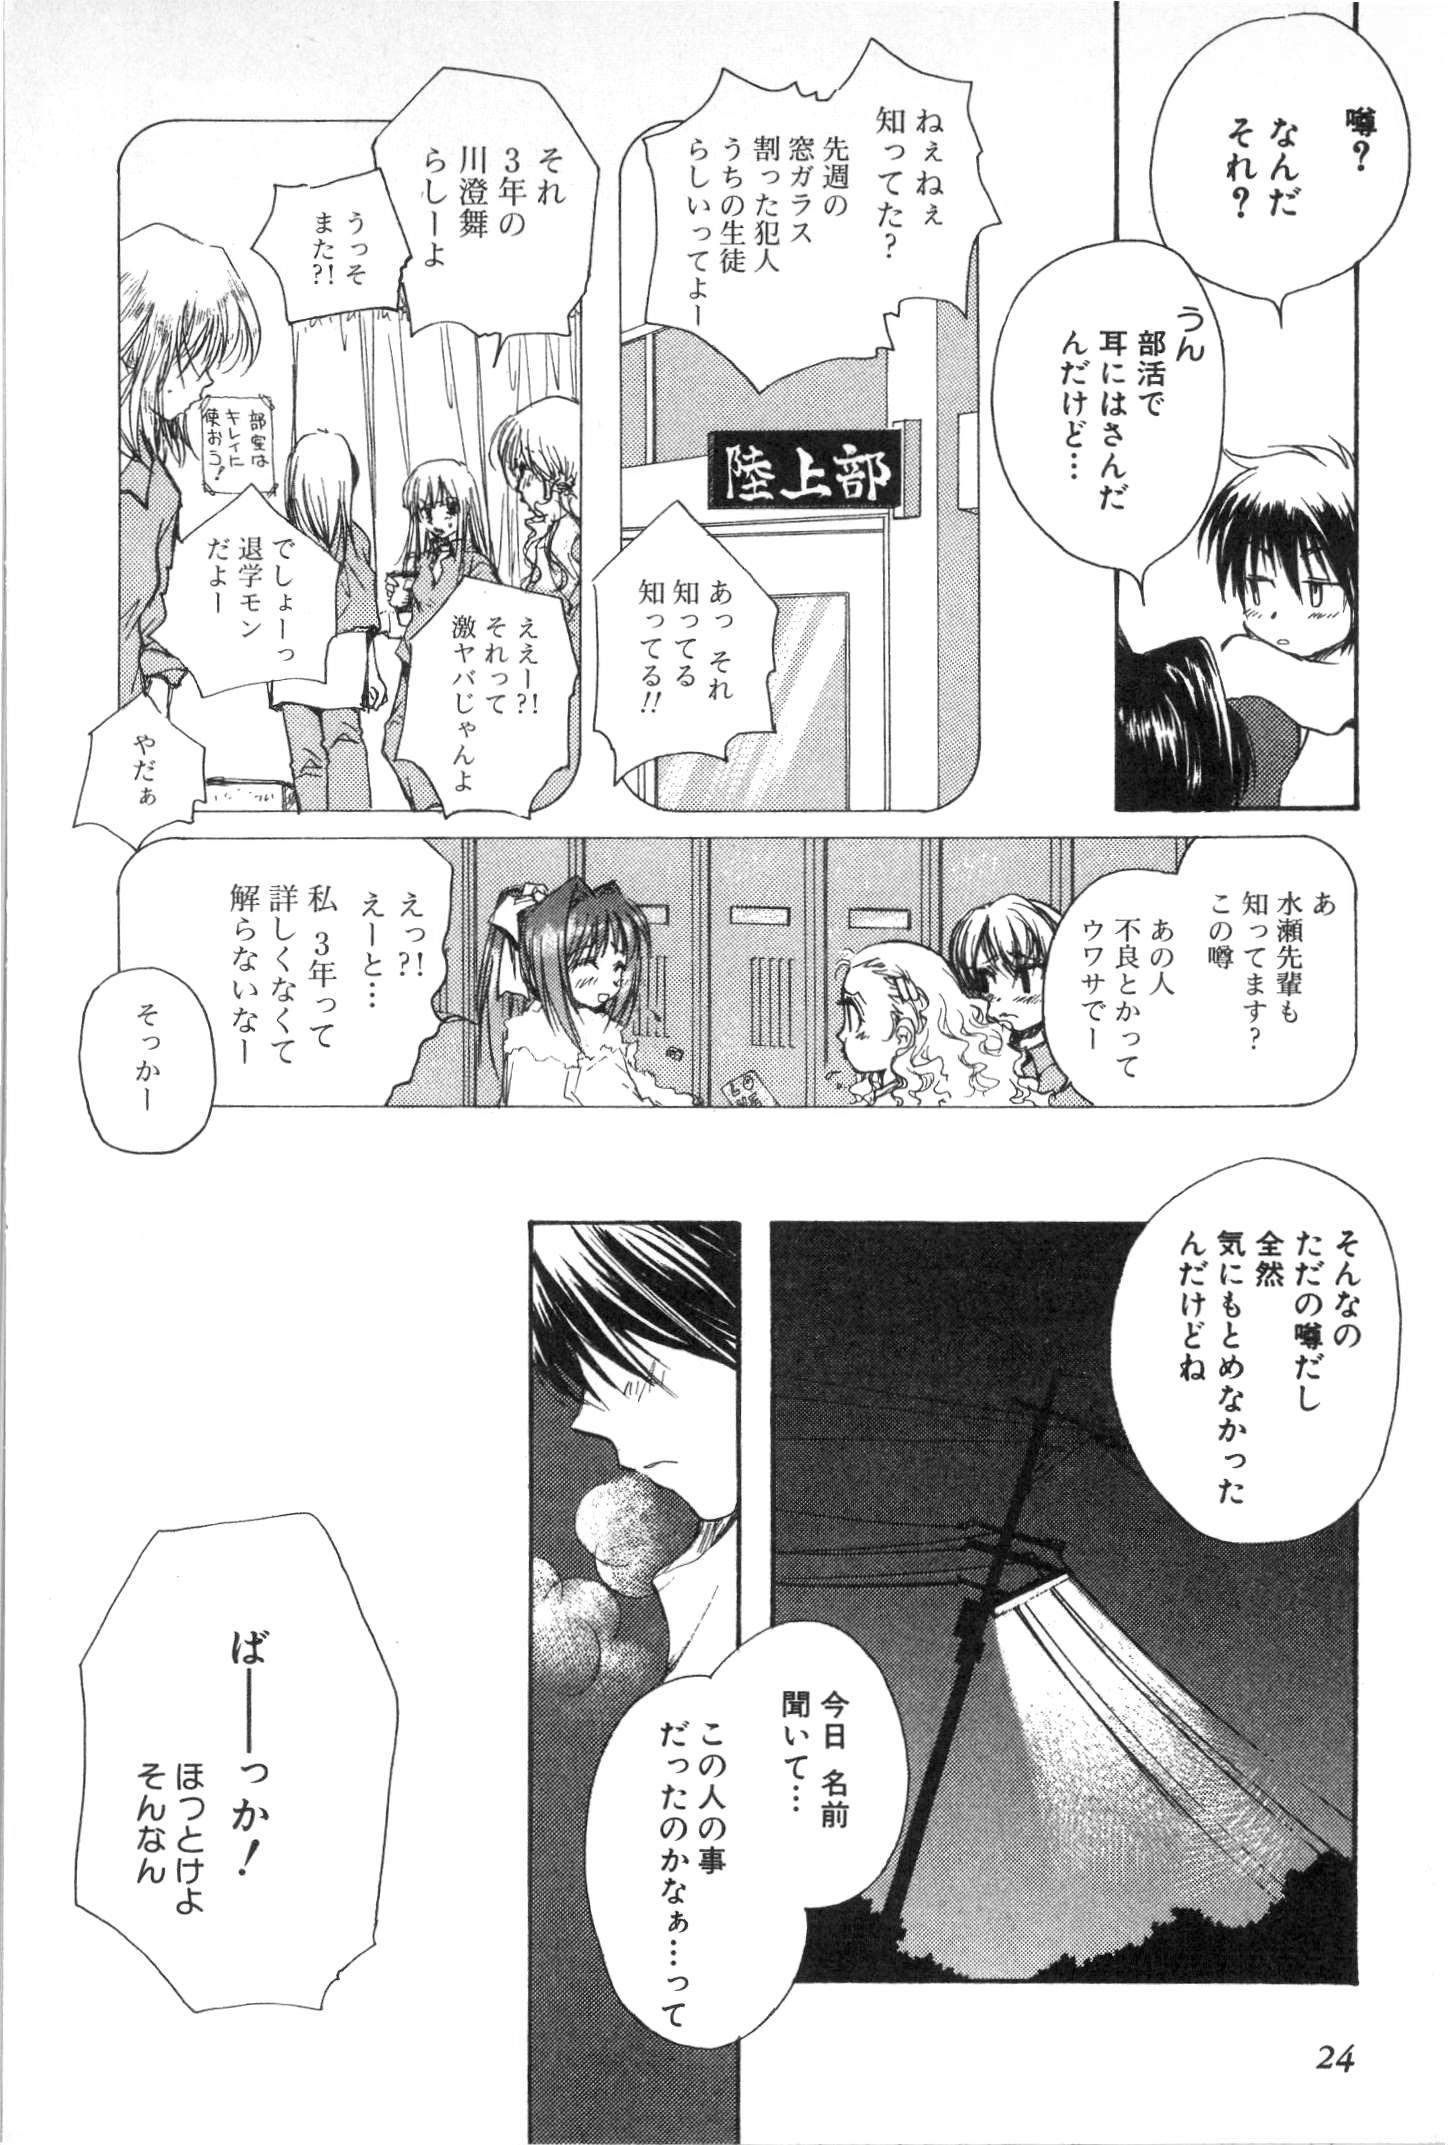 噂？
なんだ
それ？
うん
部活で
耳にはさんだ
んだけど…
ねぇねぇ
知ってた？
先週の
窓ガラス
割った犯人
うちの生徒
らしいってよー
陸上部
あっ それ
知ってる
知ってる!!
それ
3年の
川澄舞
らしーよ
うっそ
また?!
部室は
キレイに
使おう！
ええー?!
それって
激ヤバじゃんよ
でしょーっ
退学モン
だよー
やだぁ
あ
水瀬先輩も
知ってます？
この噂
あの人
不良とかって
ウワサでー
LO
VE
えっ?!
えーと…
私 3年って
詳しくなくて
解らないなー
そっかー
そんなの
ただの噂だし
全然
気にもとめなかった
んだけどね
今日 名前
聞いて…
この人の事
だったのかなぁ…って
ばーーっか！
ほっとけよ
そんなん
24